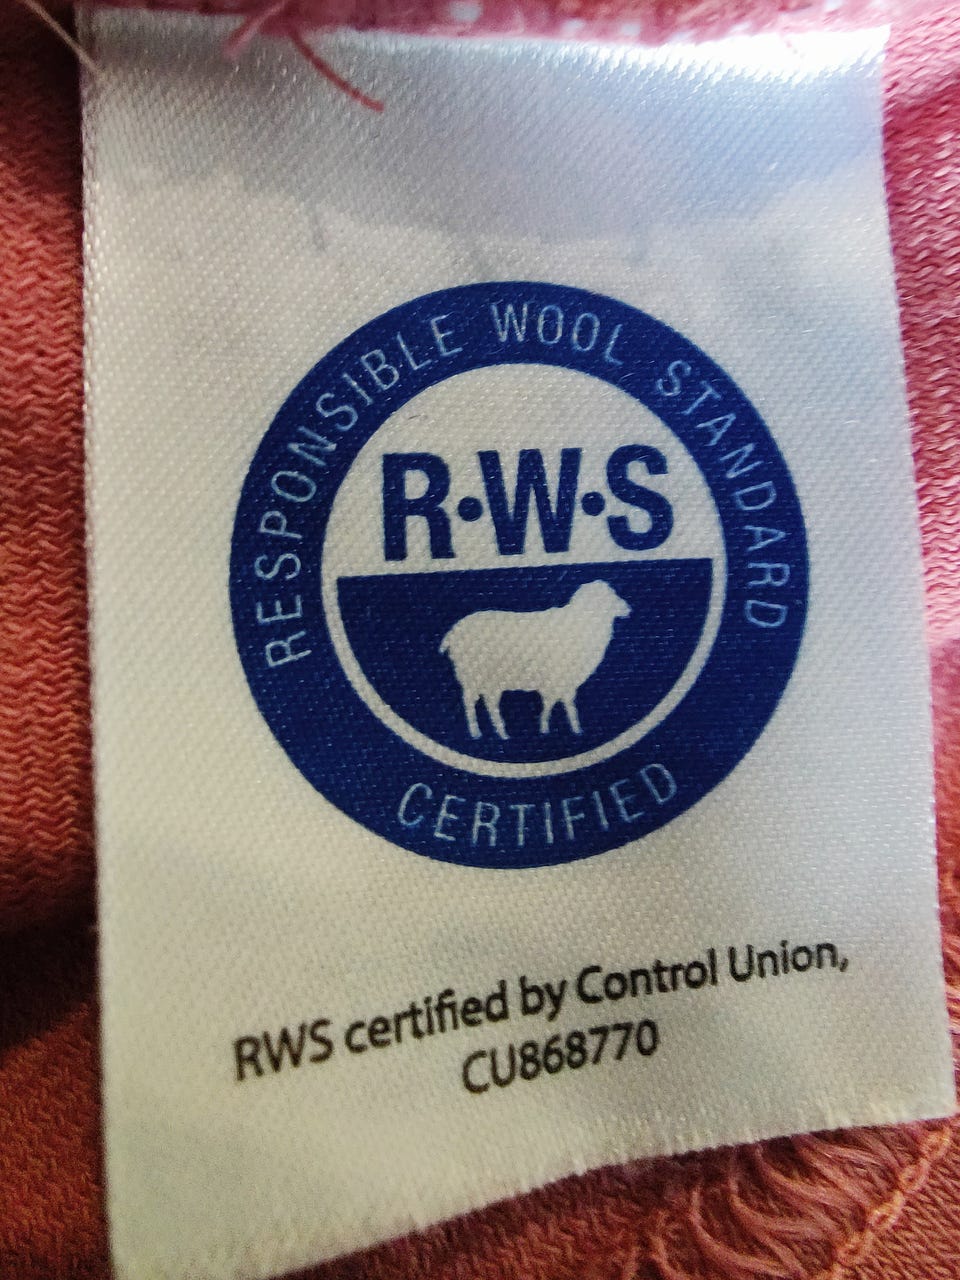 RESPONSIBLE WOOL STANDARD
R·W·S
CERTIFIED
RWS certified by Control Union,
CU868770